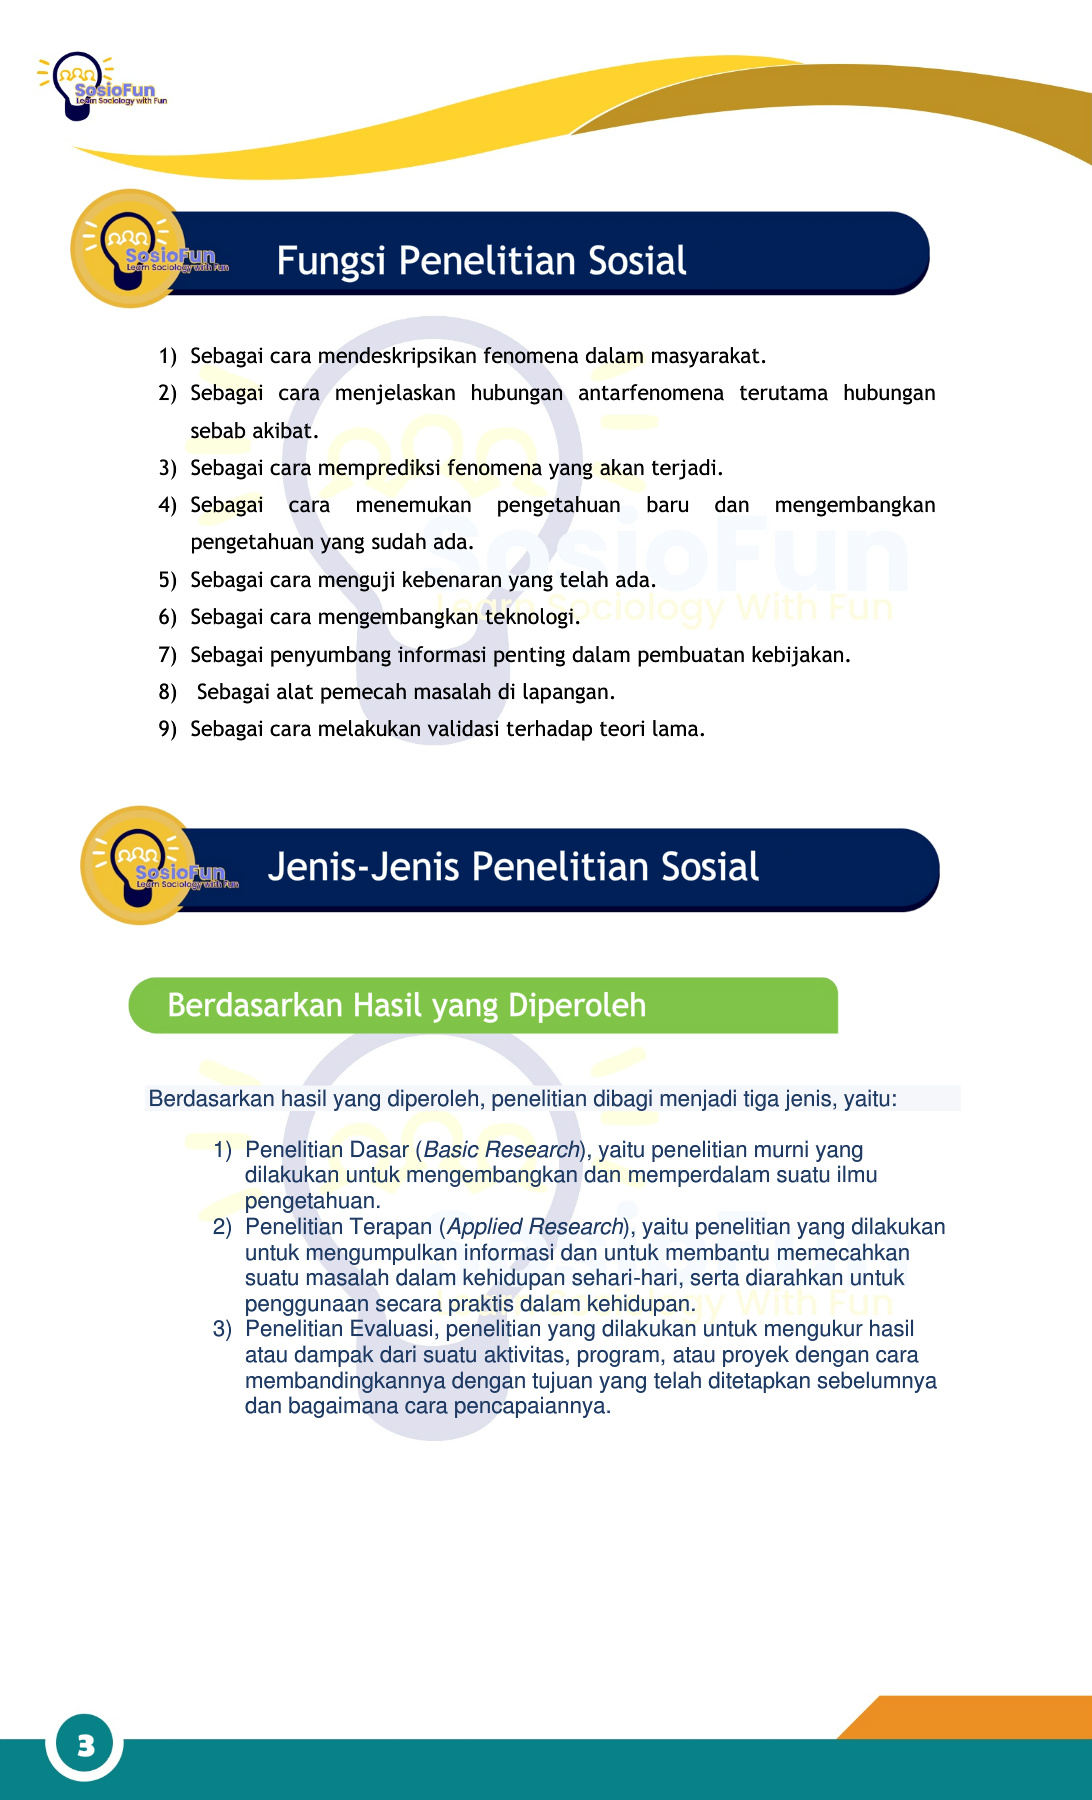 SosioFun
Learn Sociology with Fun
SosioFun
Learn Sociology with Fun
Fungsi Penelitian Sosial
1) Sebagai cara mendeskripsikan fenomena dalam masyarakat.
2) Sebagai cara menjelaskan hubungan antarfenomena terutama hubungan
sebab akibat.
3) Sebagai cara memprediksi fenomena yang akan terjadi.
4) Sebagai cara menemukan pengetahuan baru dan mengembangkan
pengetahuan yang sudah ada.
SosioFun
5) Sebagai cara menguji kebenaran yang telah ada.
Learn Sociology With Fun
6) Sebagai cara mengembangkan teknologi.
7) Sebagai penyumbang informasi penting dalam pembuatan kebijakan.
8) Sebagai alat pemecah masalah di lapangan.
9) Sebagai cara melakukan validasi terhadap teori lama.
SosioFun
Learn Sociology with Fun
Jenis-Jenis Penelitian Sosial
Berdasarkan Hasil yang Diperoleh
Berdasarkan hasil yang diperoleh, penelitian dibagi menjadi tiga jenis, yaitu:
1) Penelitian Dasar (Basic Research), yaitu penelitian murni yang
dilakukan untuk mengembangkan dan memperdalam suatu ilmu
pengetahuan.
2) Penelitian Terapan (Applied Research), yaitu penelitian yang dilakukan
untuk mengumpulkan informasi dan untuk membantu memecahkan
suatu masalah dalam kehidupan sehari-hari, serta diarahkan untuk
penggunaan secara praktis dalam kehidupan.
With Fun
3) Penelitian Evaluasi, penelitian yang dilakukan untuk mengukur hasil
atau dampak dari suatu aktivitas, program, atau proyek dengan cara
membandingkannya dengan tujuan yang telah ditetapkan sebelumnya
dan bagaimana cara pencapaiannya.
3